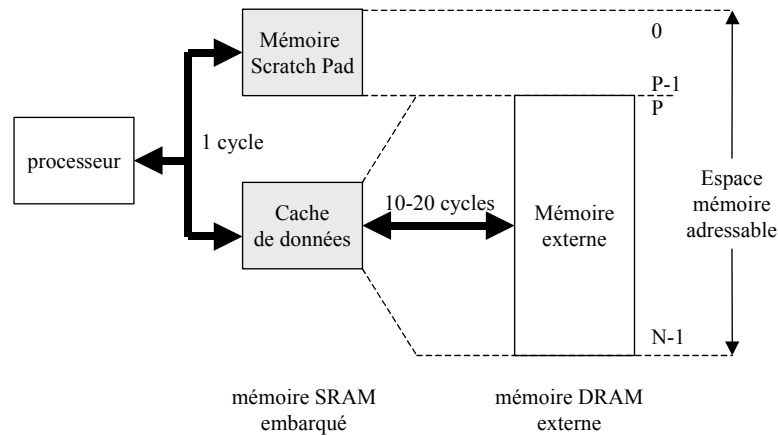 Mémoire
Scratch Pad
0
P-1
P
processeur
1 cycle
Cache
de données
10-20 cycles
Mémoire
externe
Espace
mémoire
adressable
N-1
mémoire SRAM
embarqué
mémoire DRAM
externe